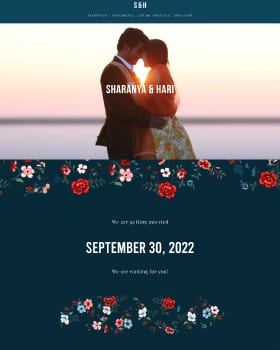 S&H
SHARANYA & HARI
We are getting married
SEPTEMBER 30, 2022
We are waiting for you!